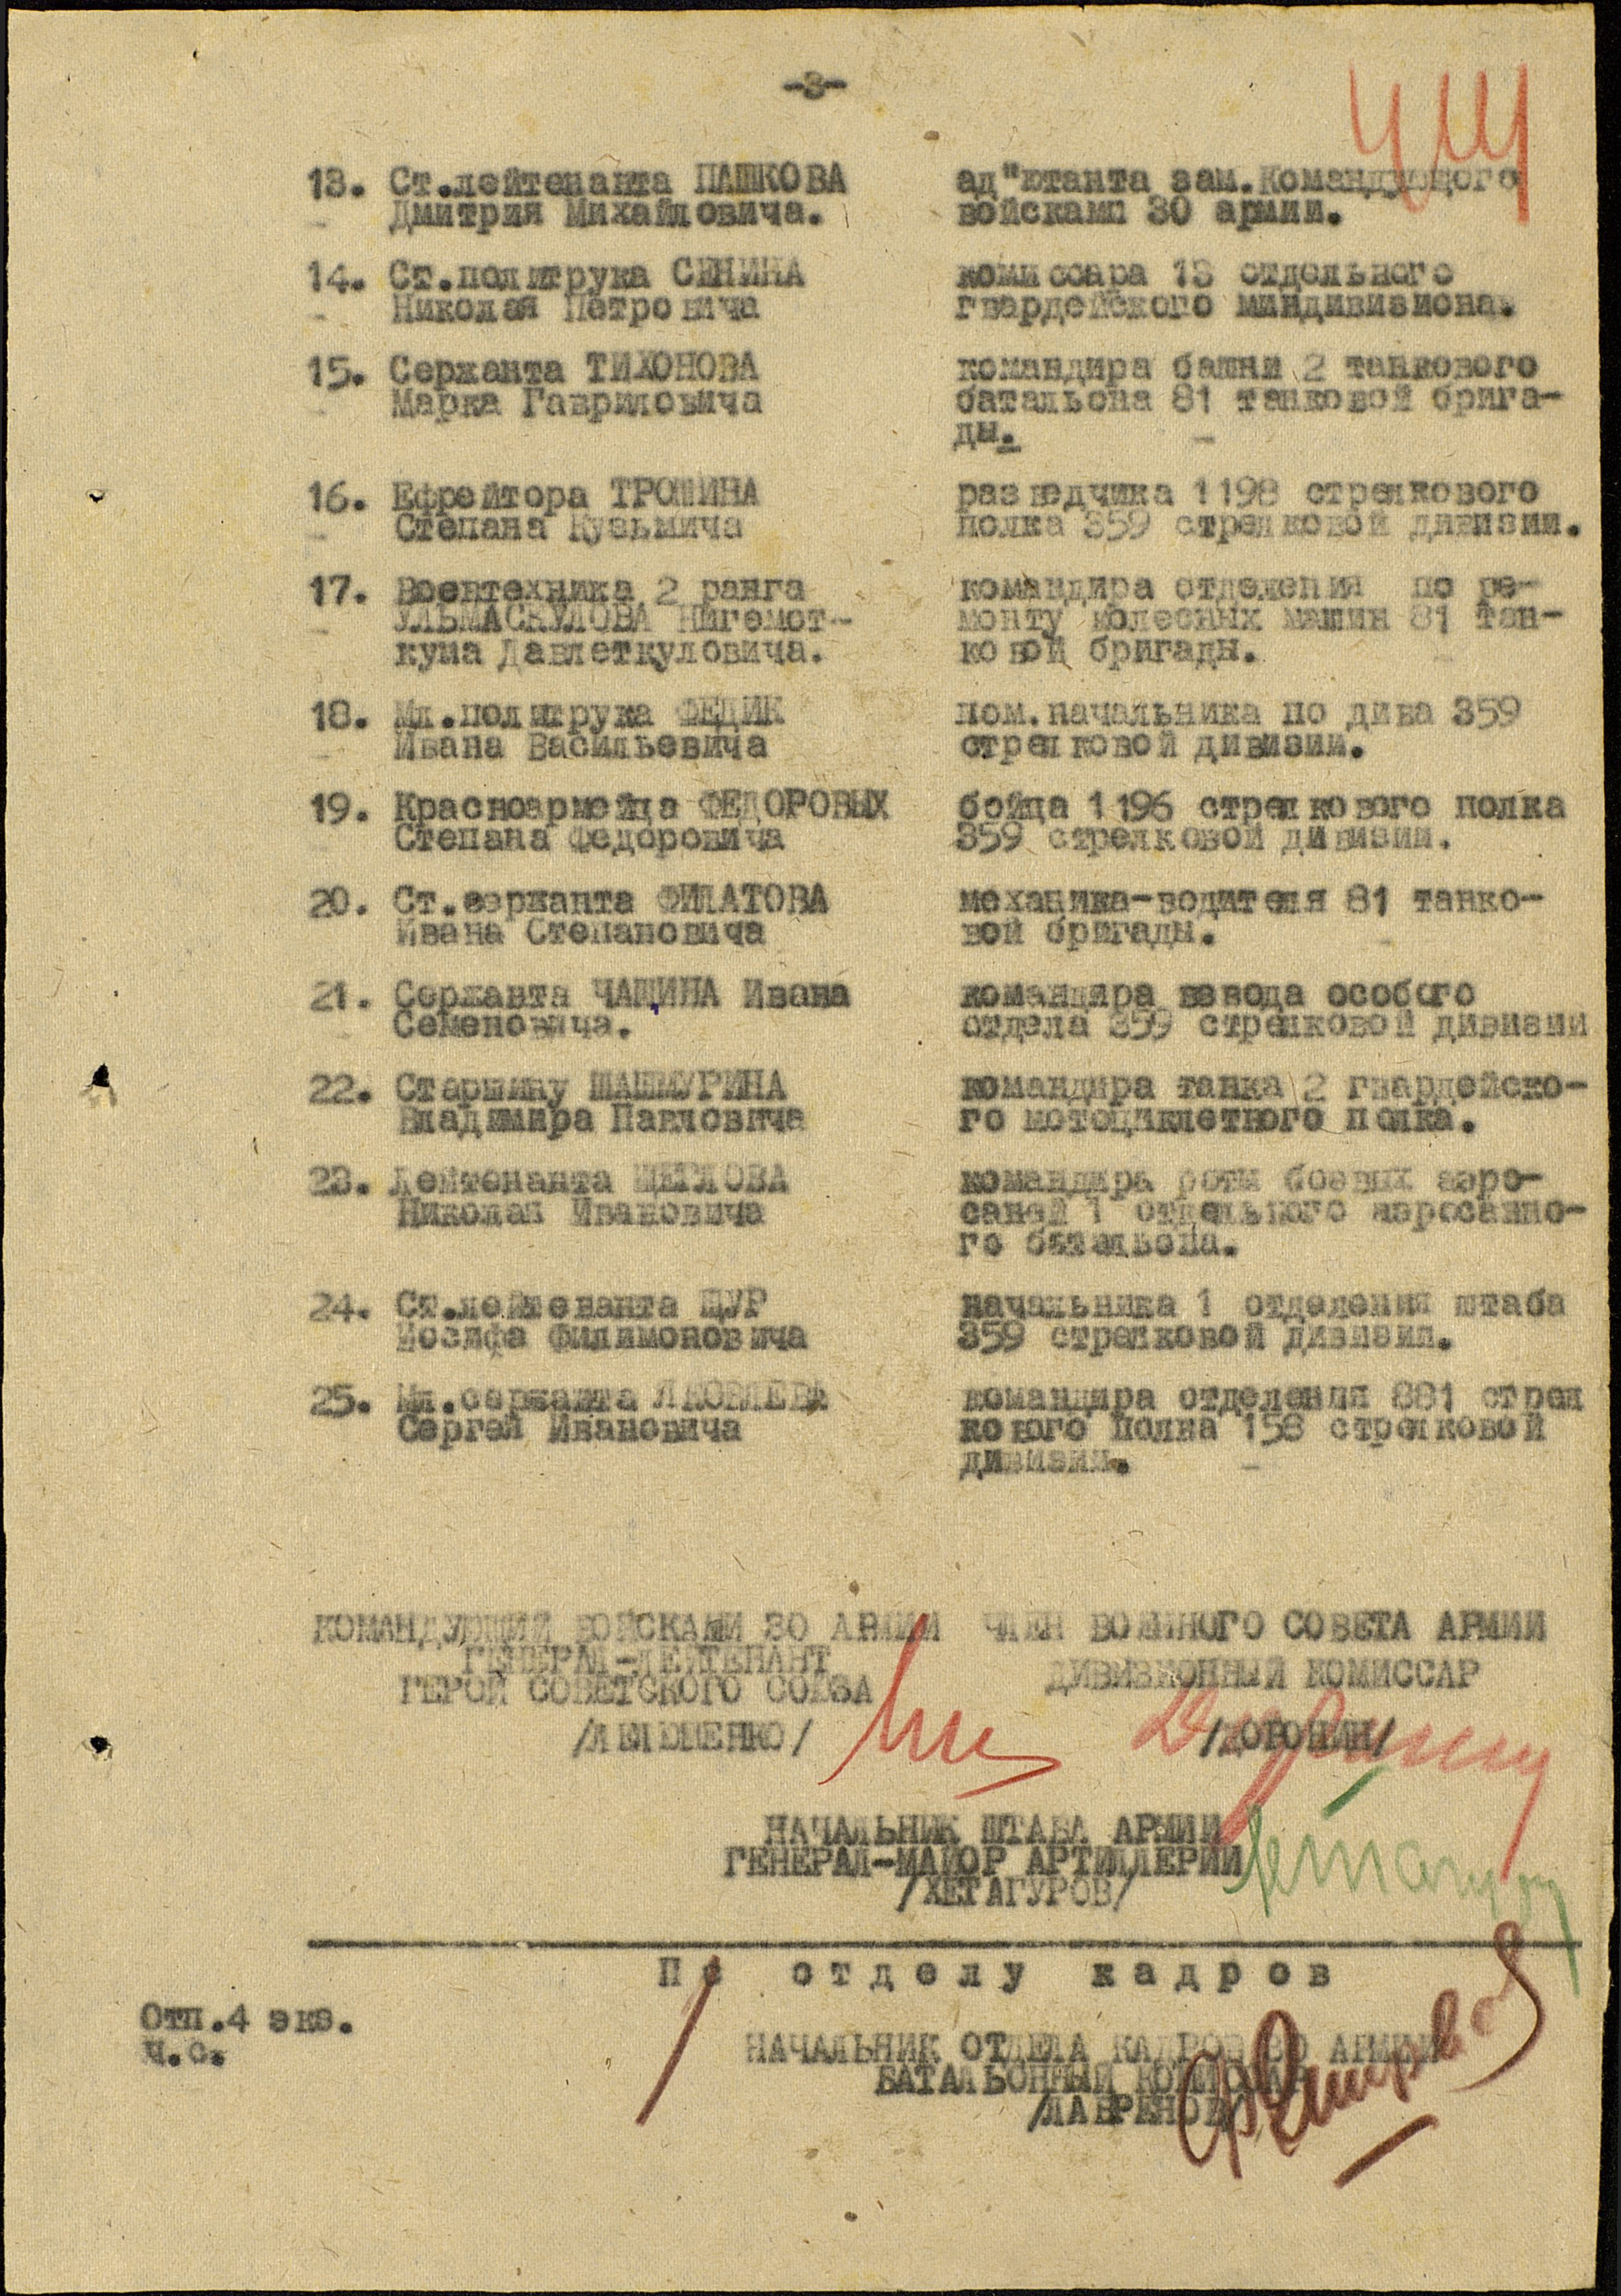 -3-
13. Ст.лейтенанта ПАШКОВА ад"ютанта зам.Командующого
Дмитрия Михайловича. войсками 30 армии.
14. Ст.политрука СЕНИНА комиссара 13 отдельного
Николая Петровича гвардейского миндивизиона.
15. Сержанта ТИХОНОВА командира башни 2 танкового
Марка Гавриловича батальона 81 танковой брига-
ды.
16. Ефрейтора ТРОШИНА разведчика 1198 стрелкового
Степана Кузьмича полка 359 стрелковой дивизии.
17. Воентехника 2 ранга командира отделения по ре-
УЛЬМАСКУЛОВА Нигемот- монту колесных машин 81 тан-
кума Давлеткуловича. ковой бригады.
18. Мл.политрука ФЕДИК пом.начальника по дива 359
Ивана Васильевича стрелковой дивизии.
19. Красноармейца ФЕДОРОВЫХ бойца 1196 стрелкового полка
Степана Федоровича 359 стрелковой дивизии.
20. Ст.сержанта ФИЛАТОВА механика-водителя 81 танко-
Ивана Степановича вой бригады.
21. Сержанта ЧАЩИНА Ивана командира взвода особого
Семеновича. отдела 359 стрелковой дивизии
22. Старшину ШАШМУРИНА командира танка 2 гвардейско-
Владимира Павловича го мотоциклетного полка.
23. Лейтенанта ЩЕГЛОВА командира роты боевых аэро-
Николая Ивановича саней 1 отдельного аэросанно-
го батальона.
24. Ст.лейтенанта ЩУР начальника 1 отделения штаба
Иосифа Филимоновича 359 стрелковой дивизии.
25. Мл.сержанта ЯКОВЛЕВА командира отделения 881 стрел
Сергея Ивановича кового полка 158 стрелковой
дивизии.
КОМАНДУЮЩИЙ ВОЙСКАМИ 30 АРМИИ ЧЛЕН ВОЕННОГО СОВЕТА АРМИИ
ГЕНЕРАЛ-ЛЕЙТЕНАНТ ДИВИЗИОННЫЙ КОМИССАР
ГЕРОЙ СОВЕТСКОГО СОЮЗА
/ЛЕЛЮШЕНКО/ /ДОРОНИН/
НАЧАЛЬНИК ШТАБА АРМИИ
ГЕНЕРАЛ-МАЙОР АРТИЛЛЕРИИ
/ХЕТАГУРОВ/
По отделу кадров
Отп.4 экз.
ч.с.
НАЧАЛЬНИК ОТДЕЛА КАДРОВ 30 АРМИИ
БАТАЛЬОННЫЙ КОМИССАР
/ЛАВРЕНОВ/